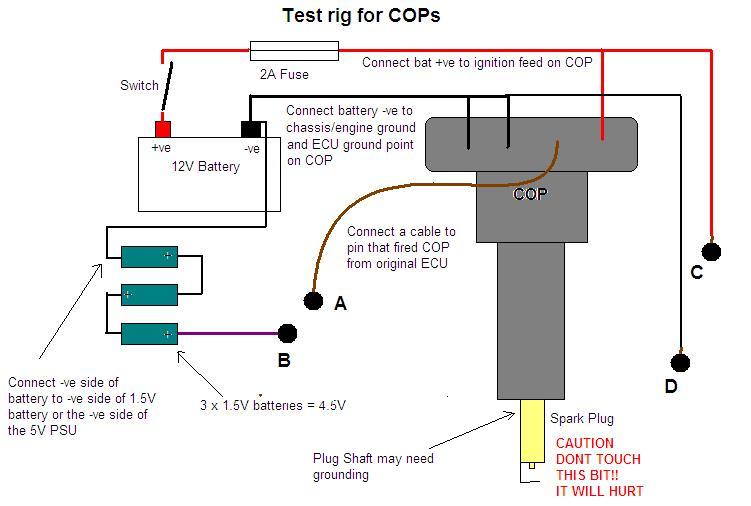 Test rig for COPs
Connect bat +ve to ignition feed on COP
2A Fuse
Switch
Connect battery -ve to
chassis/engine ground
and ECU ground point
on COP
+ve
-ve
12V Battery
COP
Connect a cable to
pin that fired COP
from original ECU
C
A
B
D
+
+
+
Connect -ve side of
battery to -ve side of 1.5V
battery or the -ve side of
the 5V PSU
3 x 1.5V batteries = 4.5V
Spark Plug
Plug Shaft may need
grounding
CAUTION
DONT TOUCH
THIS BIT!!
IT WILL HURT